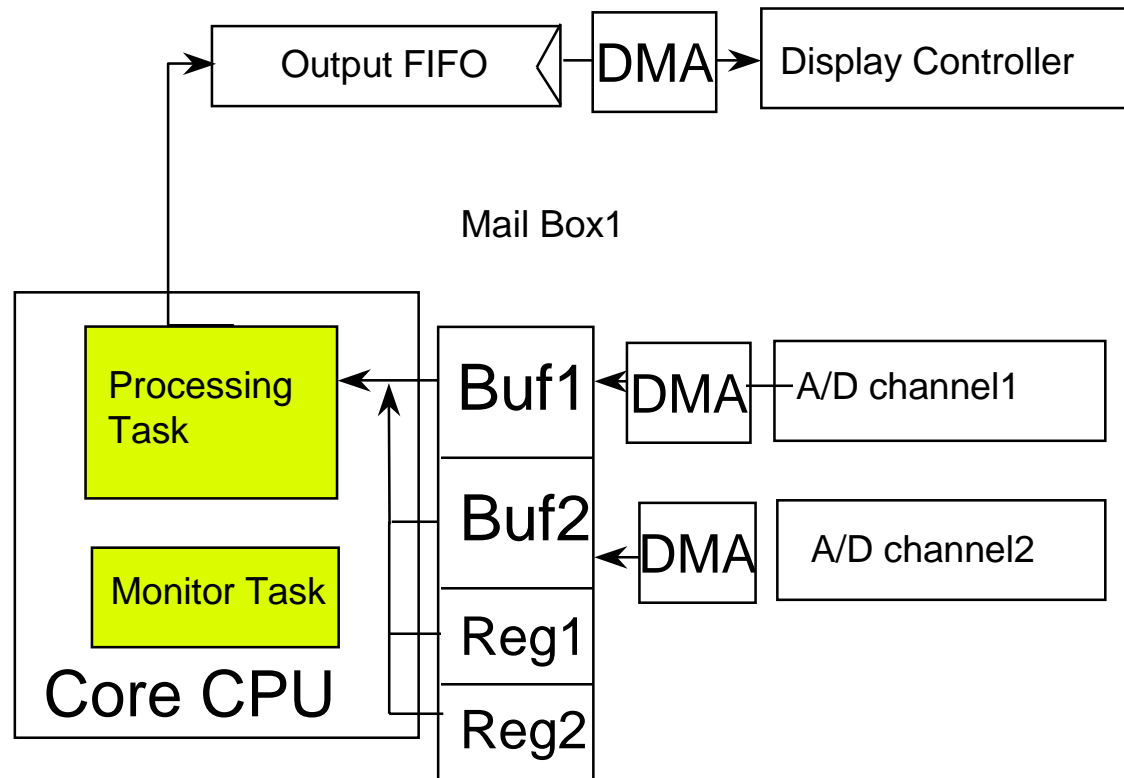 Output FIFO
DMA
Display Controller
Mail Box1
Processing
Task
Buf1
DMA
A/D channel1
Buf2
DMA
A/D channel2
Monitor Task
Reg1
Core CPU
Reg2